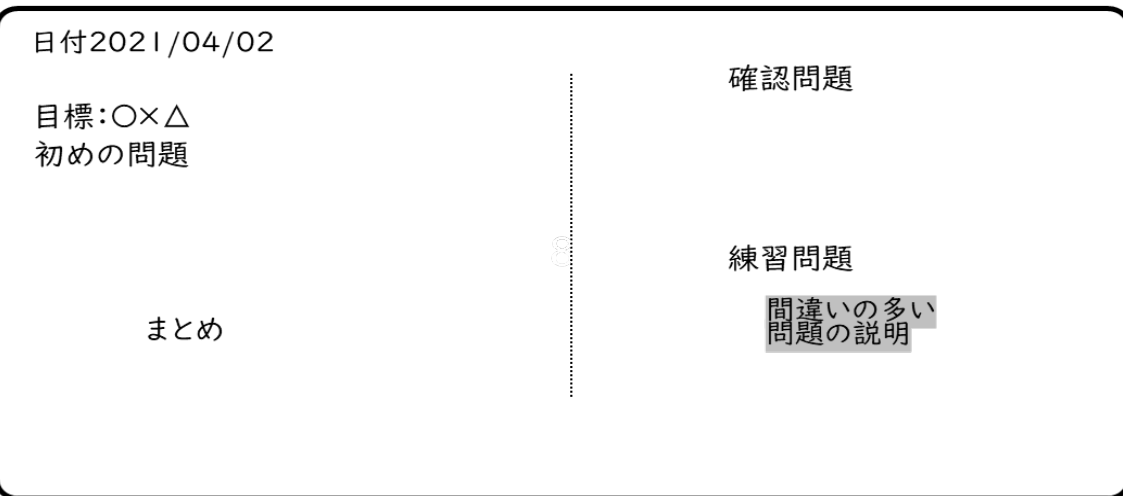 日付2021/04/02
目標：○×△
初めの問題
まとめ
確認問題
練習問題
間違いの多い
問題の説明